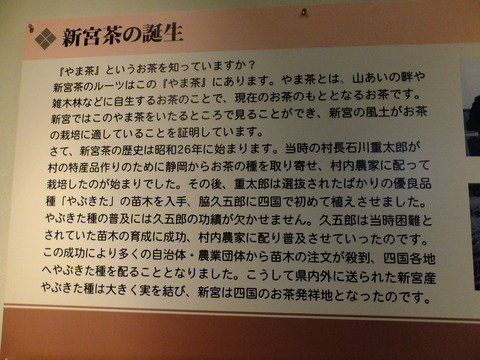 新宮茶の誕生
『やま茶』というお茶を知っていますか？
新宮茶のルーツはこの『やま茶』にあります。やま茶とは、山あいの畔や
雑木林などに自生するお茶のことで、現在のお茶のもととなるお茶です。
新宮ではこのやま茶をいたるところで見ることができ、新宮の風土がお茶
の栽培に適していることを証明しています。
さて、新宮茶の歴史は昭和26年に始まります。当時の村長石川重太郎が
村の特産品作りのために静岡からお茶の種を取り寄せ、村内農家に配って
栽培したのが始まりでした。その後、重太郎は選抜されたばかりの優良品
種「やぶきた」の苗木を入手、脇久五郎に四国で初めて植えさせました。
やぶきた種の普及には久五郎の功績が欠かせません。久五郎は当時困難と
されていた苗木の育成に成功、村内農家に配り普及させていったのです。
この成功により多くの自治体・農業団体から苗木の注文が殺到、四国各地
へやぶきた種を配ることとなりました。こうして県内外に送られた新宮産
やぶきた種は大きく実を結び、新宮は四国のお茶発祥地となったのです。